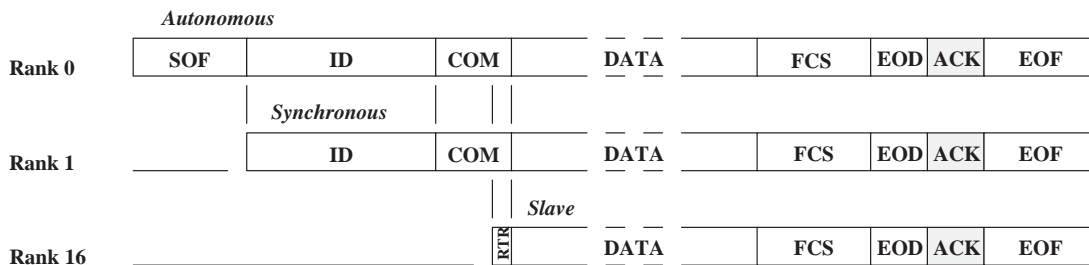 Autonomous
Rank 0 SOF ID COM DATA FCS EOD ACK EOF
Synchronous
Rank 1 ID COM DATA FCS EOD ACK EOF
Slave
Rank 16 RTR DATA FCS EOD ACK EOF